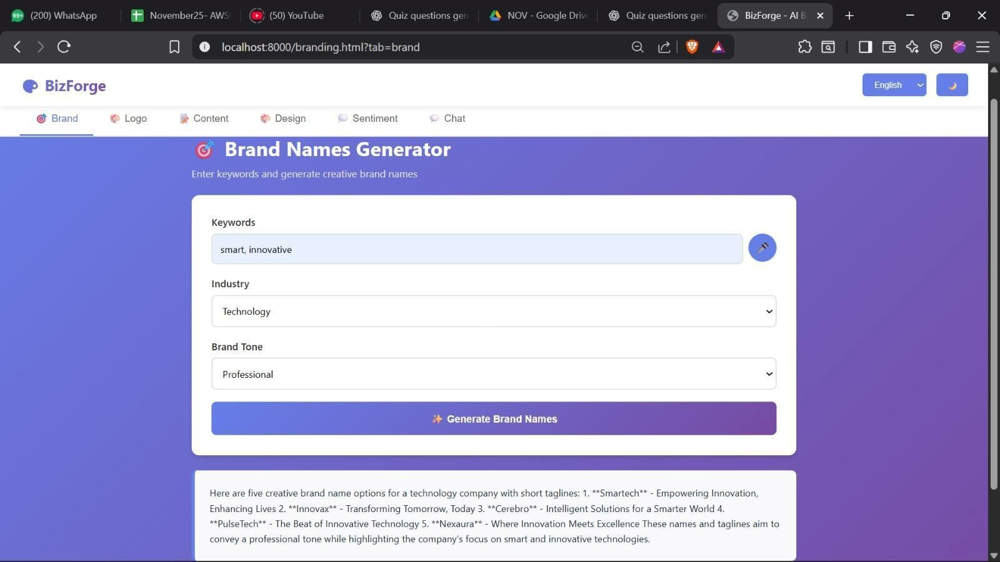 (200) WhatsApp
November25- AWS
(50) YouTube
Quiz questions gen
NOV - Google Drive
Quiz questions gen
BizForge - AI B
localhost:8000/branding.html?tab=brand
BizForge
English
Brand
Logo
Content
Design
Sentiment
Chat
Brand Names Generator
Enter keywords and generate creative brand names
Keywords
smart, innovative
Industry
Technology
Brand Tone
Professional
Generate Brand Names
Here are five creative brand name options for a technology company with short taglines: 1. **Smartech** - Empowering Innovation,
Enhancing Lives 2. **Innovax** - Transforming Tomorrow, Today 3. **Cerebro** - Intelligent Solutions for a Smarter World 4.
**PulseTech** - The Beat of Innovative Technology 5. **Nexaura** - Where Innovation Meets Excellence These names and taglines aim to
convey a professional tone while highlighting the company's focus on smart and innovative technologies.